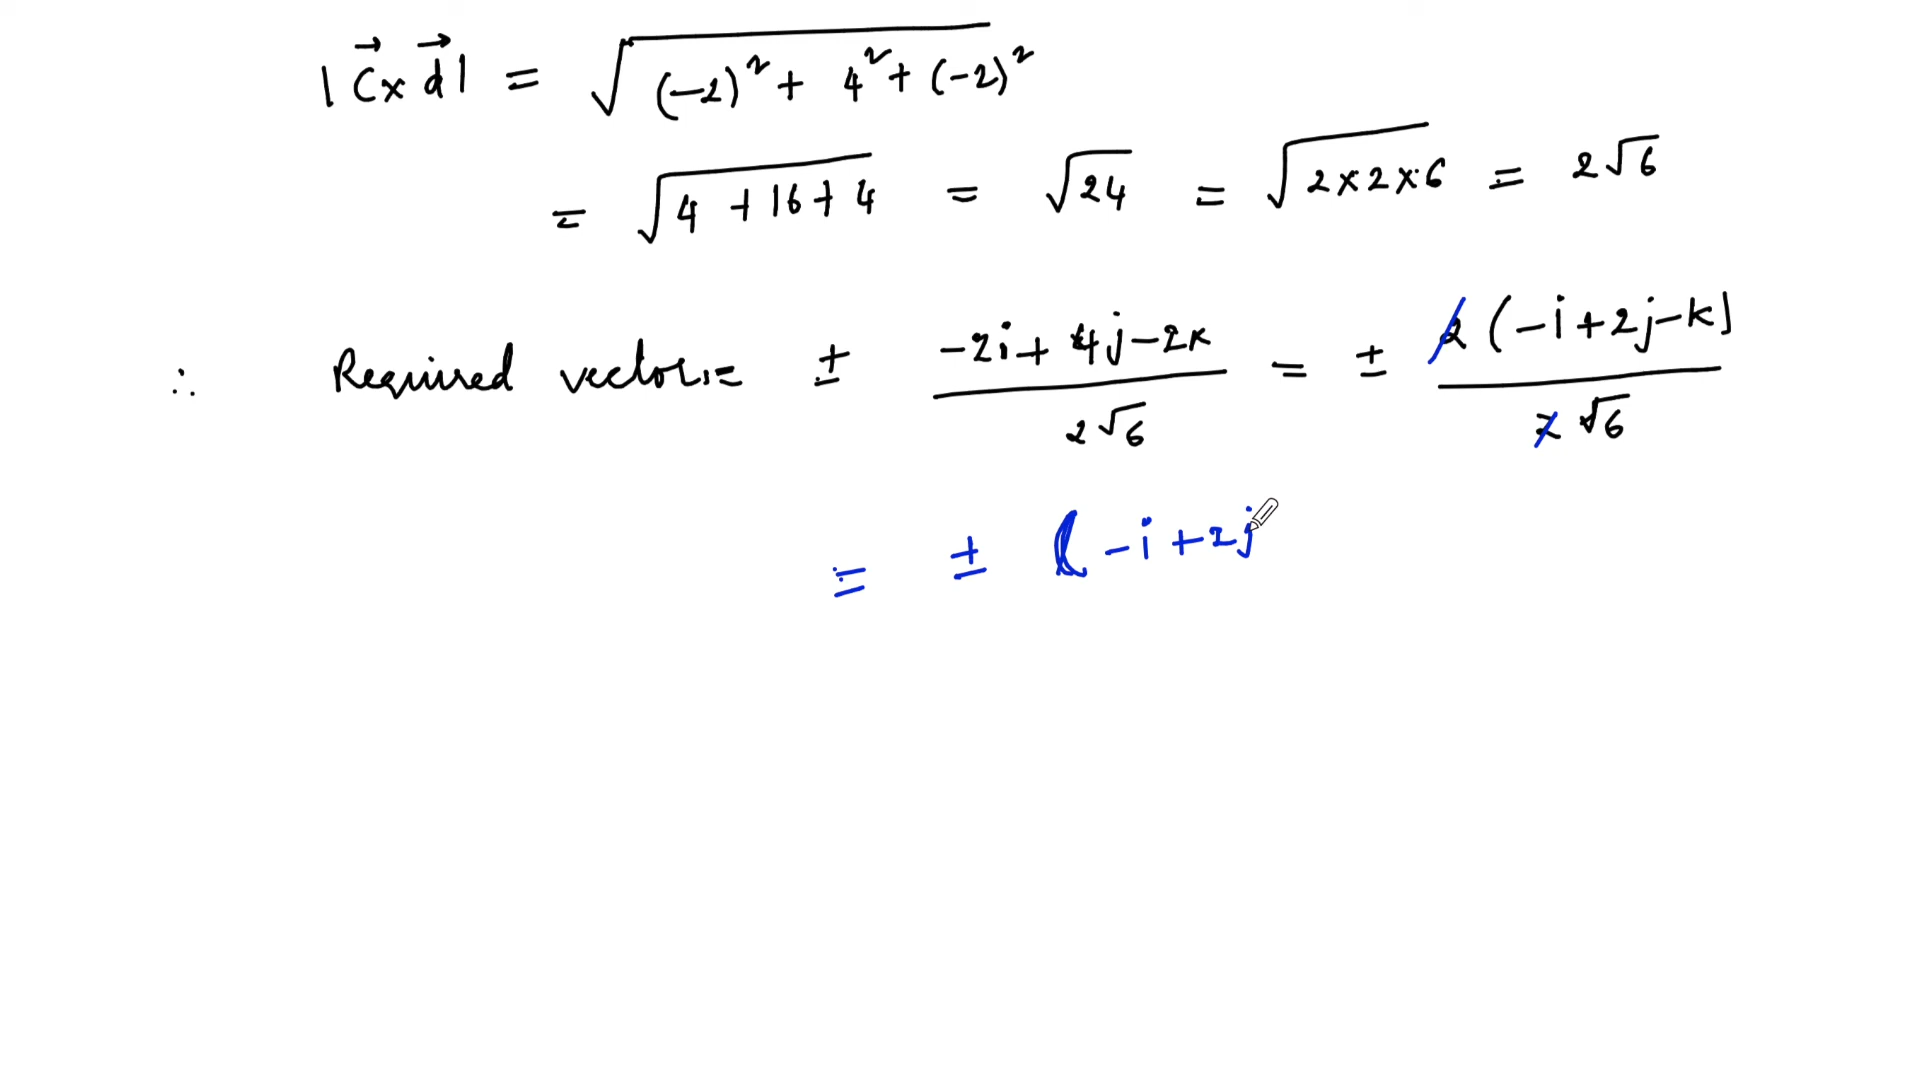 |c⃗ × d⃗| = √((-2)² + 4² + (-2)²)
= √(4 + 16 + 4) = √24 = √(2×2×6) = 2√6
∴ Required vector = ± (-2i + 4j - 2k)/(2√6) = ± 2(-i + 2j - k)/(2√6)
= ± (-i + 2j